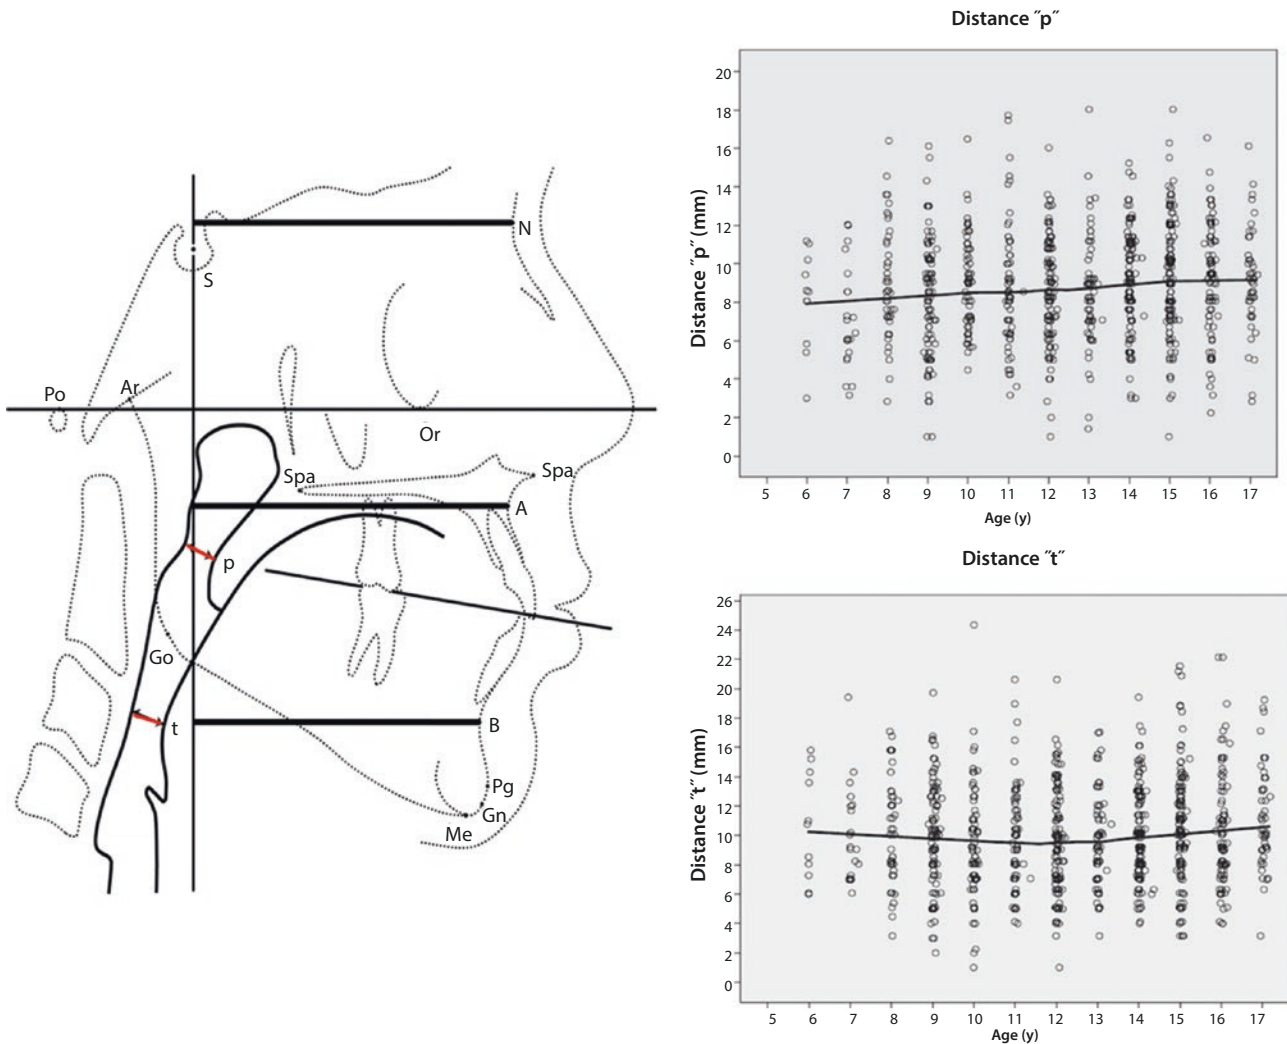 N
S
Po
Ar
Or
Spa
Spa
A
p
Go
t
B
Pg
Gn
Me
Distance ˝p˝
Distance ˝p˝ (mm)
20
18
16
14
12
10
8
6
4
2
0
5 6 7 8 9 10 11 12 13 14 15 16 17
Age (y)
Distance ˝t˝
Distance ˝t˝ (mm)
26
24
22
20
18
16
14
12
10
8
6
4
2
0
5 6 7 8 9 10 11 12 13 14 15 16 17
Age (y)